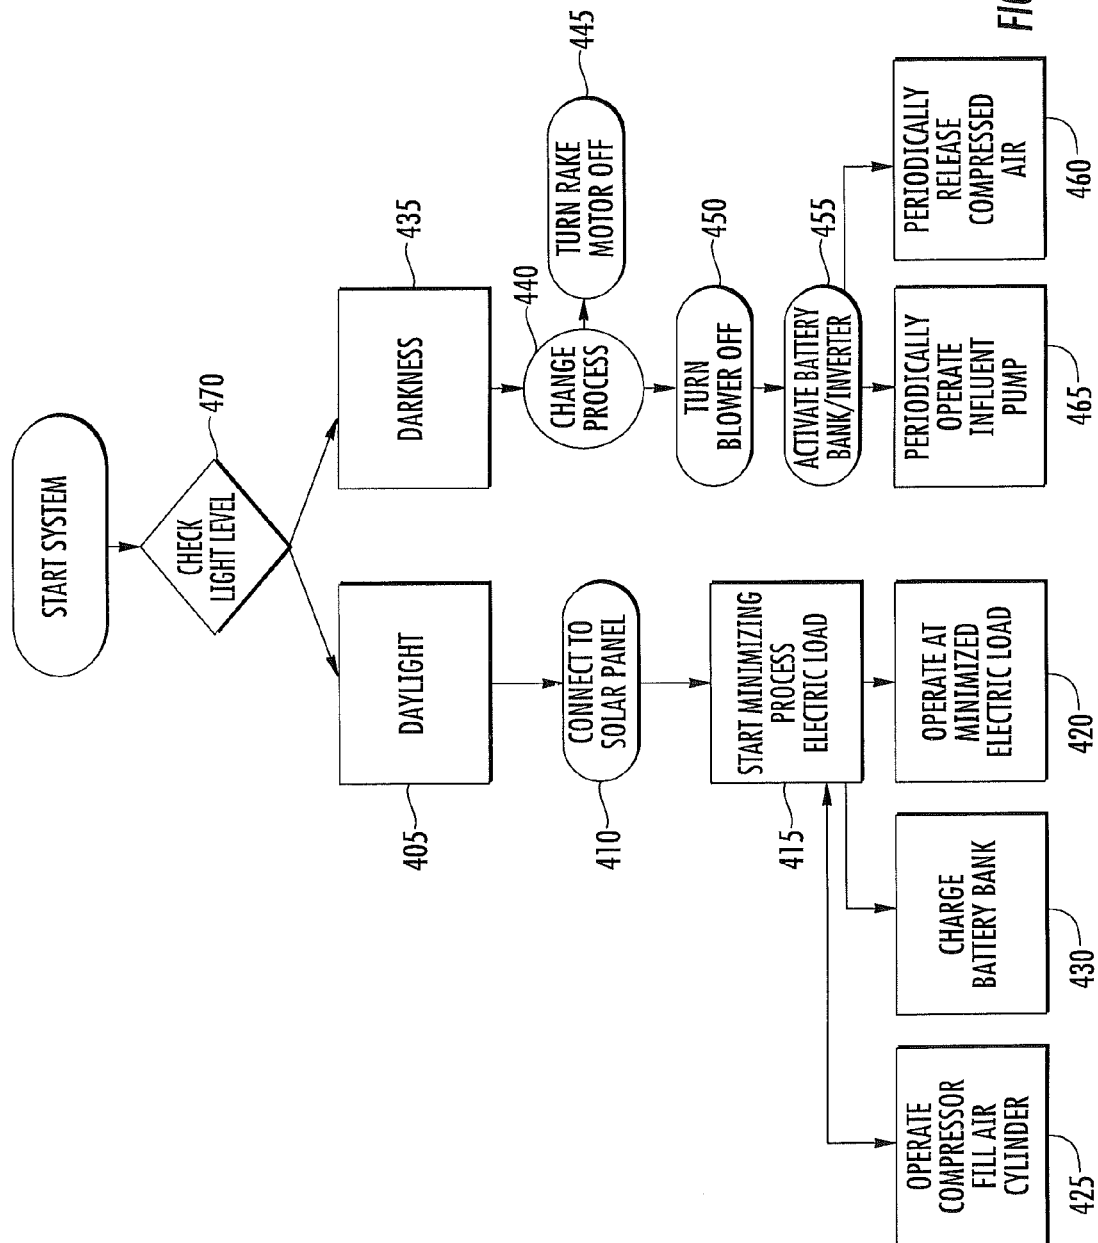 START SYSTEM
CHECK
LIGHT LEVEL
470
DAYLIGHT
405
DARKNESS
435
CONNECT TO
SOLAR PANEL
410
CHANGE
PROCESS
440
TURN RAKE
MOTOR OFF
445
START MINIMIZING
PROCESS
ELECTRIC LOAD
415
TURN
BLOWER OFF
450
ACTIVATE BATTERY
BANK/INVERTER
455
OPERATE
COMPRESSOR
FILL AIR
CYLINDER
425
CHARGE
BATTERY BANK
430
OPERATE AT
MINIMIZED
ELECTRIC LOAD
420
PERIODICALLY
OPERATE
INFLUENT
PUMP
465
PERIODICALLY
RELEASE
COMPRESSED
AIR
460